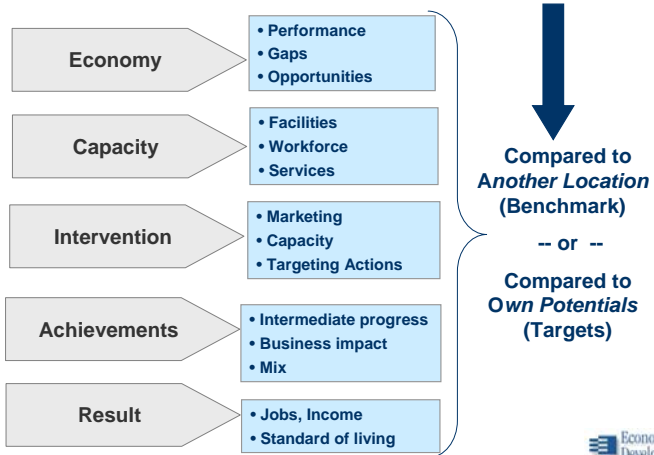 Economy
• Performance
• Gaps
• Opportunities
Capacity
• Facilities
• Workforce
• Services
Intervention
• Marketing
• Capacity
• Targeting Actions
Achievements
• Intermediate progress
• Business impact
• Mix
Result
• Jobs, Income
• Standard of living
Compared to
Another Location
(Benchmark)
-- or --
Compared to
Own Potentials
(Targets)